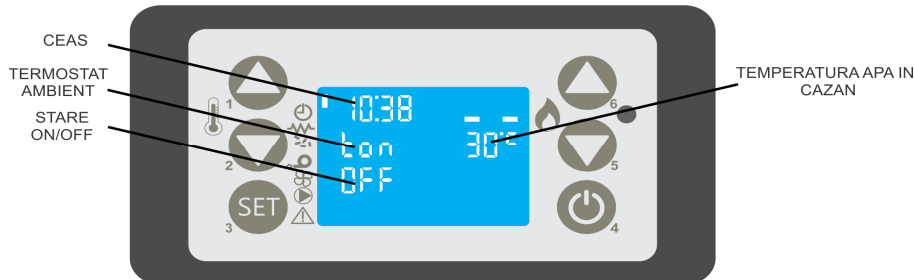 CEAS
TERMOSTAT
AMBIENT
STARE
ON/OFF
TEMPERATURA APA IN
CAZAN
1
2
SET
3
10:38
ton
30°C
OFF
6
5
4